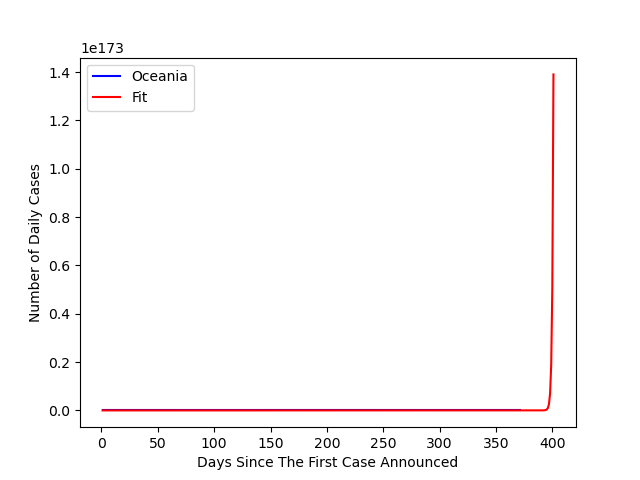 1e173
Oceania
Fit
1.4
1.2
1.0
0.8
0.6
0.4
0.2
0.0
Number of Daily Cases
0 50 100 150 200 250 300 350 400
Days Since The First Case Announced